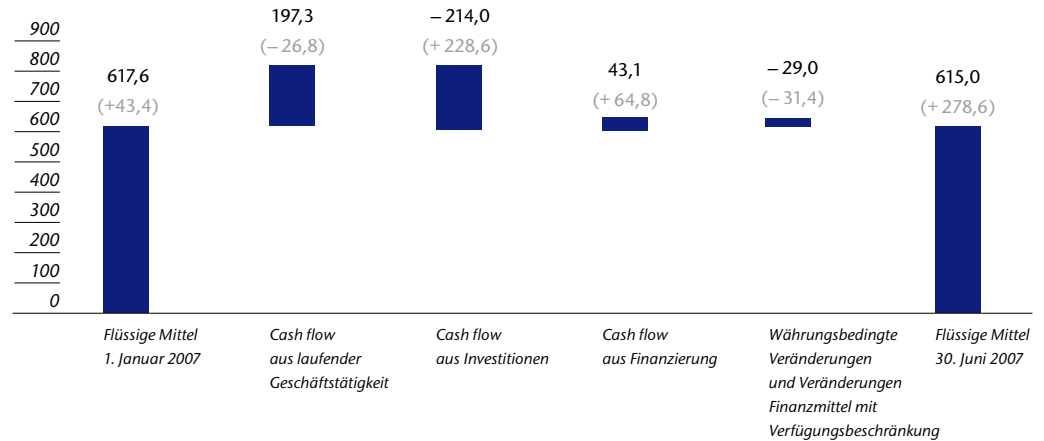 900
800
700
600
500
400
300
200
100
0
617,6
(+43,4)
197,3
(– 26,8)
– 214,0
(+ 228,6)
43,1
(+ 64,8)
– 29,0
(– 31,4)
615,0
(+ 278,6)
Flüssige Mittel
1. Januar 2007
Cash flow
aus laufender
Geschäftstätigkeit
Cash flow
aus Investitionen
Cash flow
aus Finanzierung
Währungsbedingte
Veränderungen
und Veränderungen
Finanzmittel mit
Verfügungsbeschränkung
Flüssige Mittel
30. Juni 2007